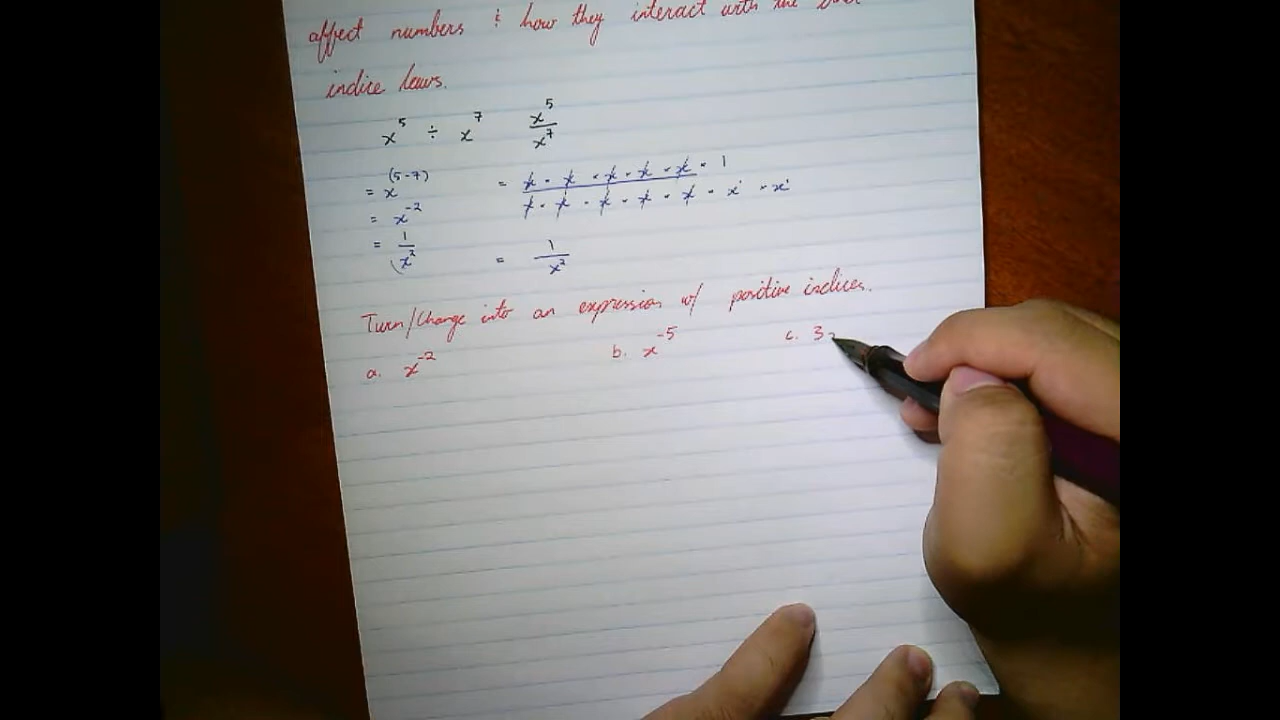 affect numbers & how they interact with the
indice laws.
x^5 ÷ x^7 x^5/x^7
= x^(5-7) = x · x · x · x · x · 1 / x · x · x · x · x · x · x
= x^-2
= 1/x^2 = 1/x^2
Turn/Change into an expression w/ positive indices.
a. x^-2 b. x^-5 c. 3